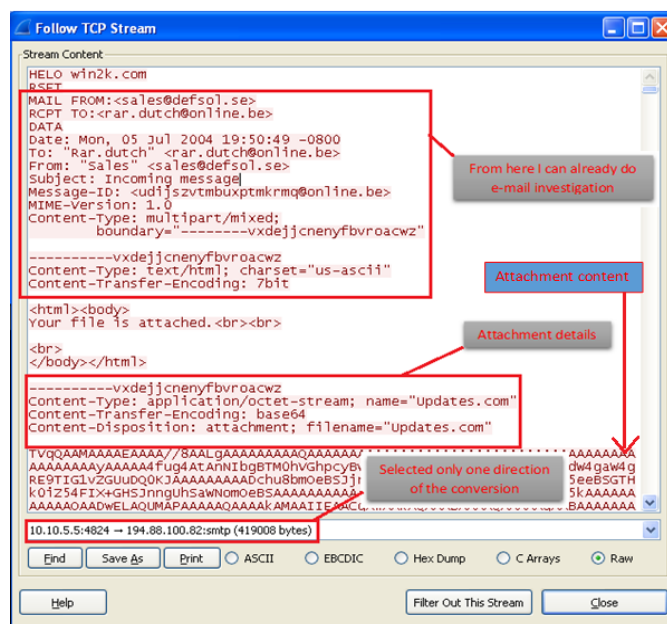 Follow TCP Stream
Stream Content
HELO win2k.com
RSET
MAIL FROM:<sales@defsol.se>
RCPT TO:<rar.dutch@online.be>
DATA
Date: Mon, 05 Jul 2004 19:50:49 -0800
To: "Rar.dutch" <rar.dutch@online.be>
From: "Sales" <sales@defsol.se>
Subject: Incoming message
Message-ID: <udijszvtmbuxptmkrmq@online.be>
MIME-Version: 1.0
Content-Type: multipart/mixed;
boundary="--------vxdejjcnenyfbvroacwz"
From here I can already do
e-mail investigation
----------vxdejjcnenyfbvroacwz
Content-Type: text/html; charset="us-ascii"
Content-Transfer-Encoding: 7bit
Attachment content
<html><body>
Your file is attached.<br><br>
<br>
</body></html>
Attachment details
----------vxdejjcnenyfbvroacwz
Content-Type: application/octet-stream; name="Updates.com"
Content-Transfer-Encoding: base64
Content-Disposition: attachment; filename="Updates.com"
Selected only one direction
of the conversion
10.10.5.5:4824 → 194.88.100.82:smtp (419008 bytes)
Find Save As Print ASCII EBCDIC Hex Dump C Arrays Raw
Help Filter Out This Stream Close